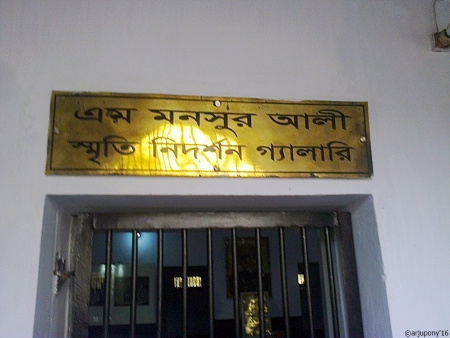 এম মনসুর আলী
স্মৃতি নিদর্শন গ্যালারি
©arjupony'16